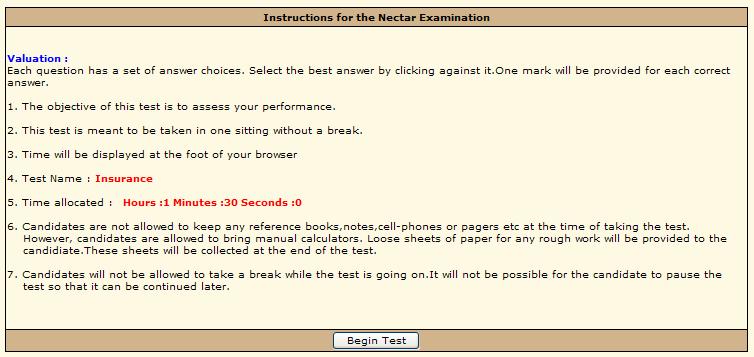 Instructions for the Nectar Examination
Valuation :
Each question has a set of answer choices. Select the best answer by clicking against it.One mark will be provided for each correct
answer.
1. The objective of this test is to assess your performance.
2. This test is meant to be taken in one sitting without a break.
3. Time will be displayed at the foot of your browser
4. Test Name : Insurance
5. Time allocated : Hours :1 Minutes :30 Seconds :0
6. Candidates are not allowed to keep any reference books,notes,cell-phones or pagers etc at the time of taking the test.
However, candidates are allowed to bring manual calculators. Loose sheets of paper for any rough work will be provided to the
candidiate.These sheets will be collected at the end of the test.
7. Candidates will not be allowed to take a break while the test is going on.It will not be possible for the candidate to pause the
test so that it can be continued later.
Begin Test